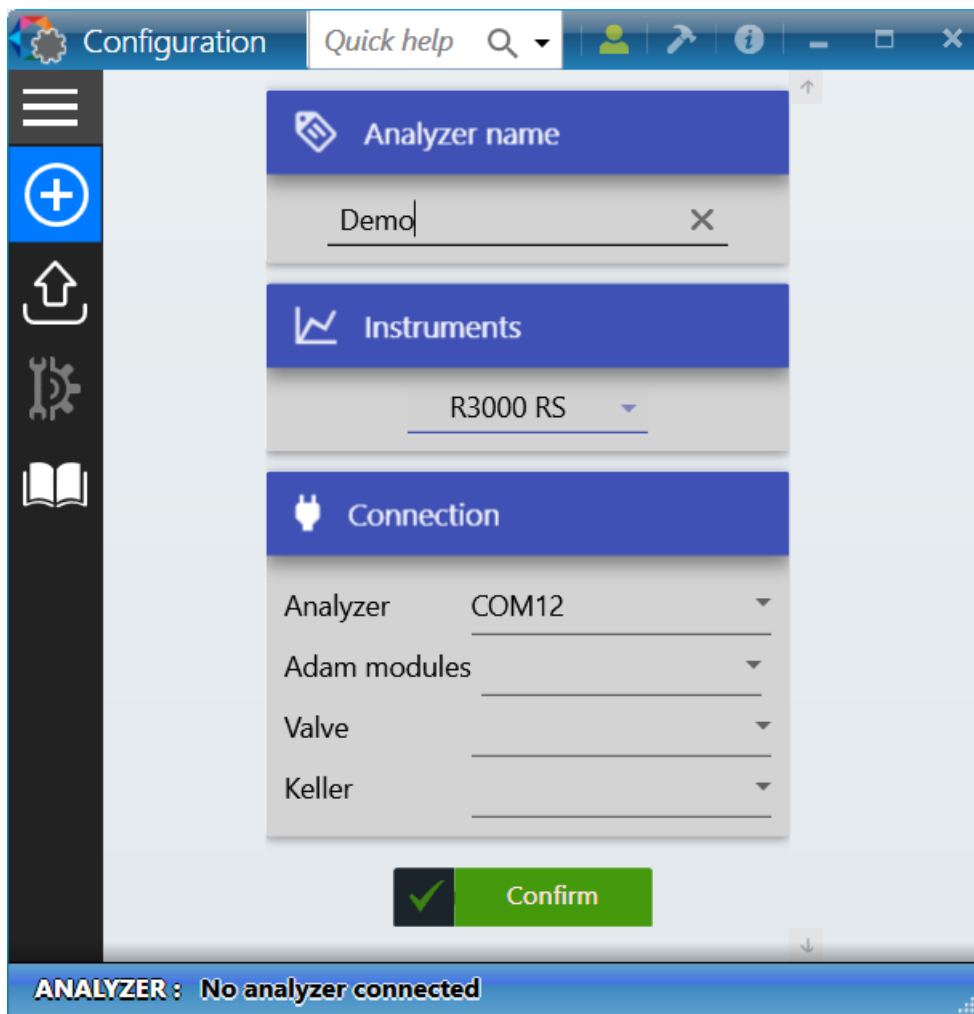 Configuration Quick help
Analyzer name
Demo
Instruments
R3000 RS
Connection
Analyzer COM12
Adam modules
Valve
Keller
Confirm
ANALYZER : No analyzer connected